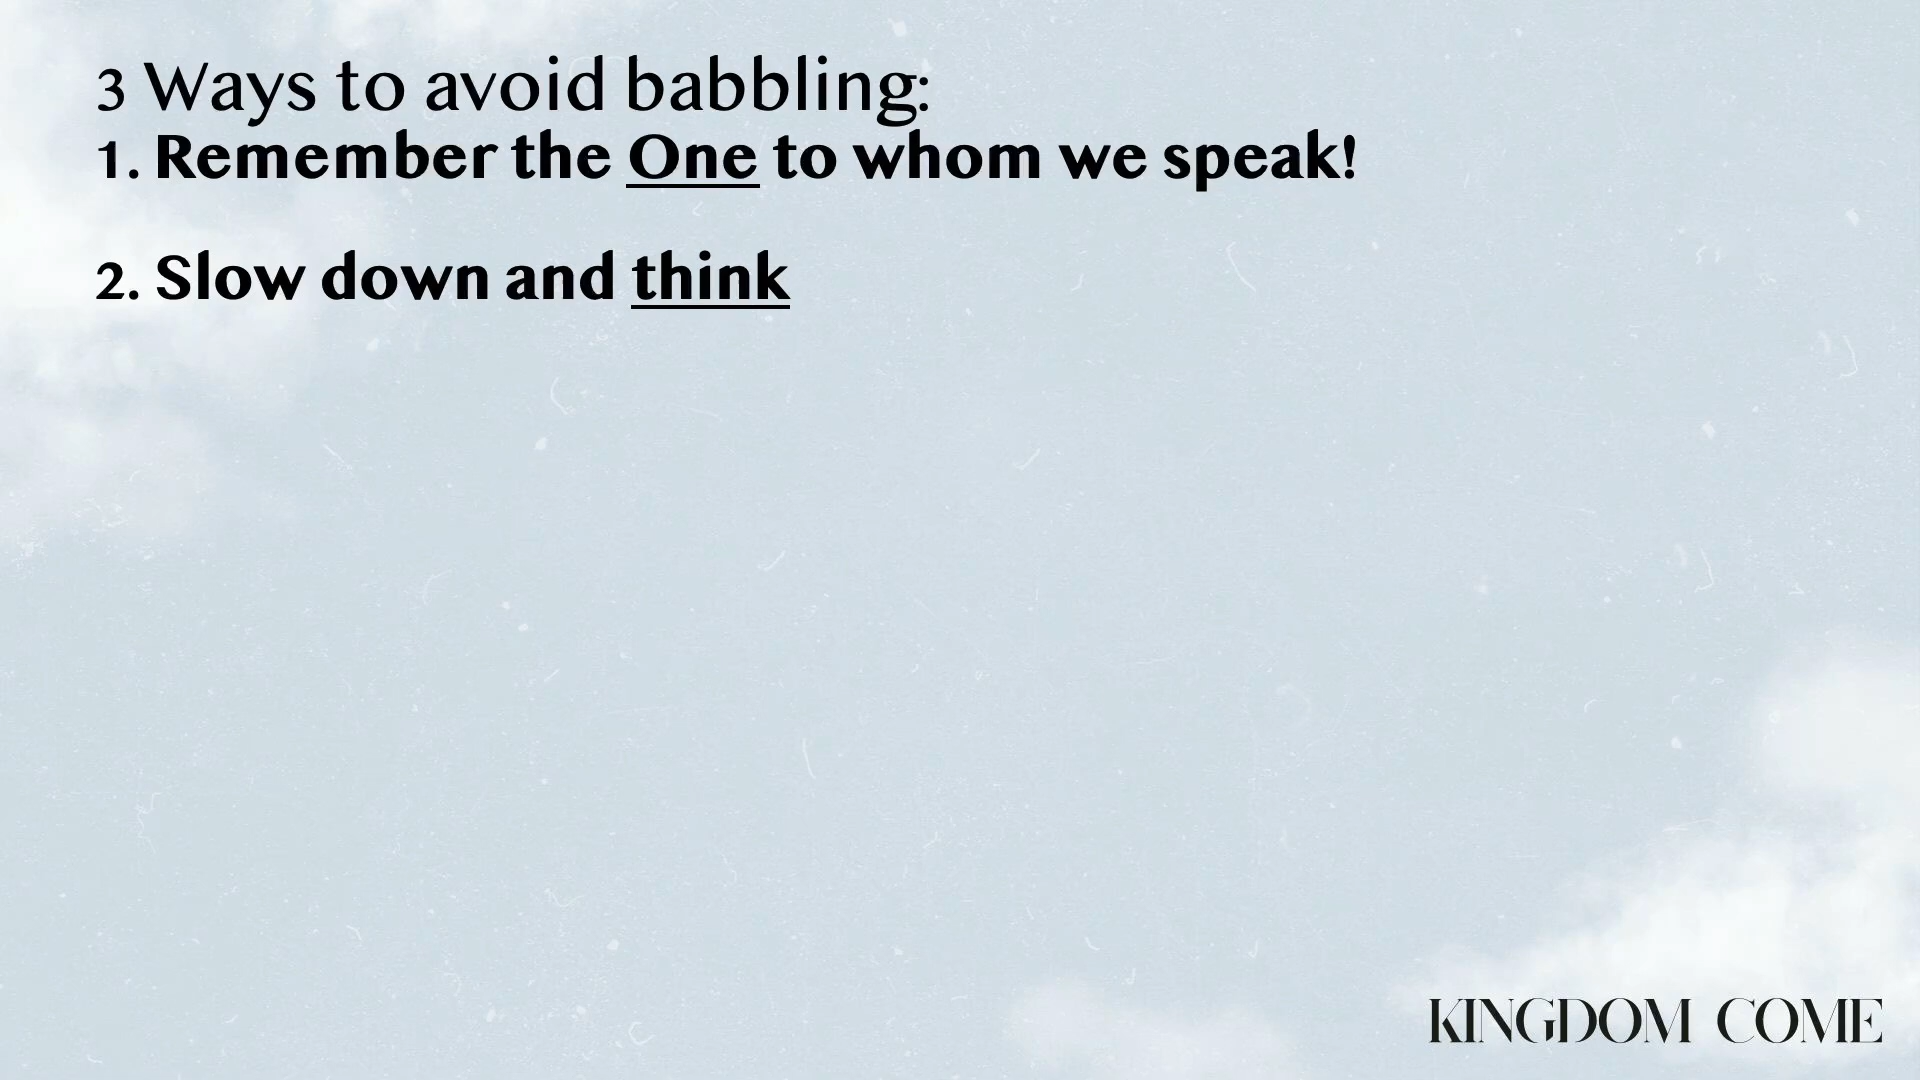 3 Ways to avoid babbling:
1. Remember the One to whom we speak!
2. Slow down and think
KINGDOM COME